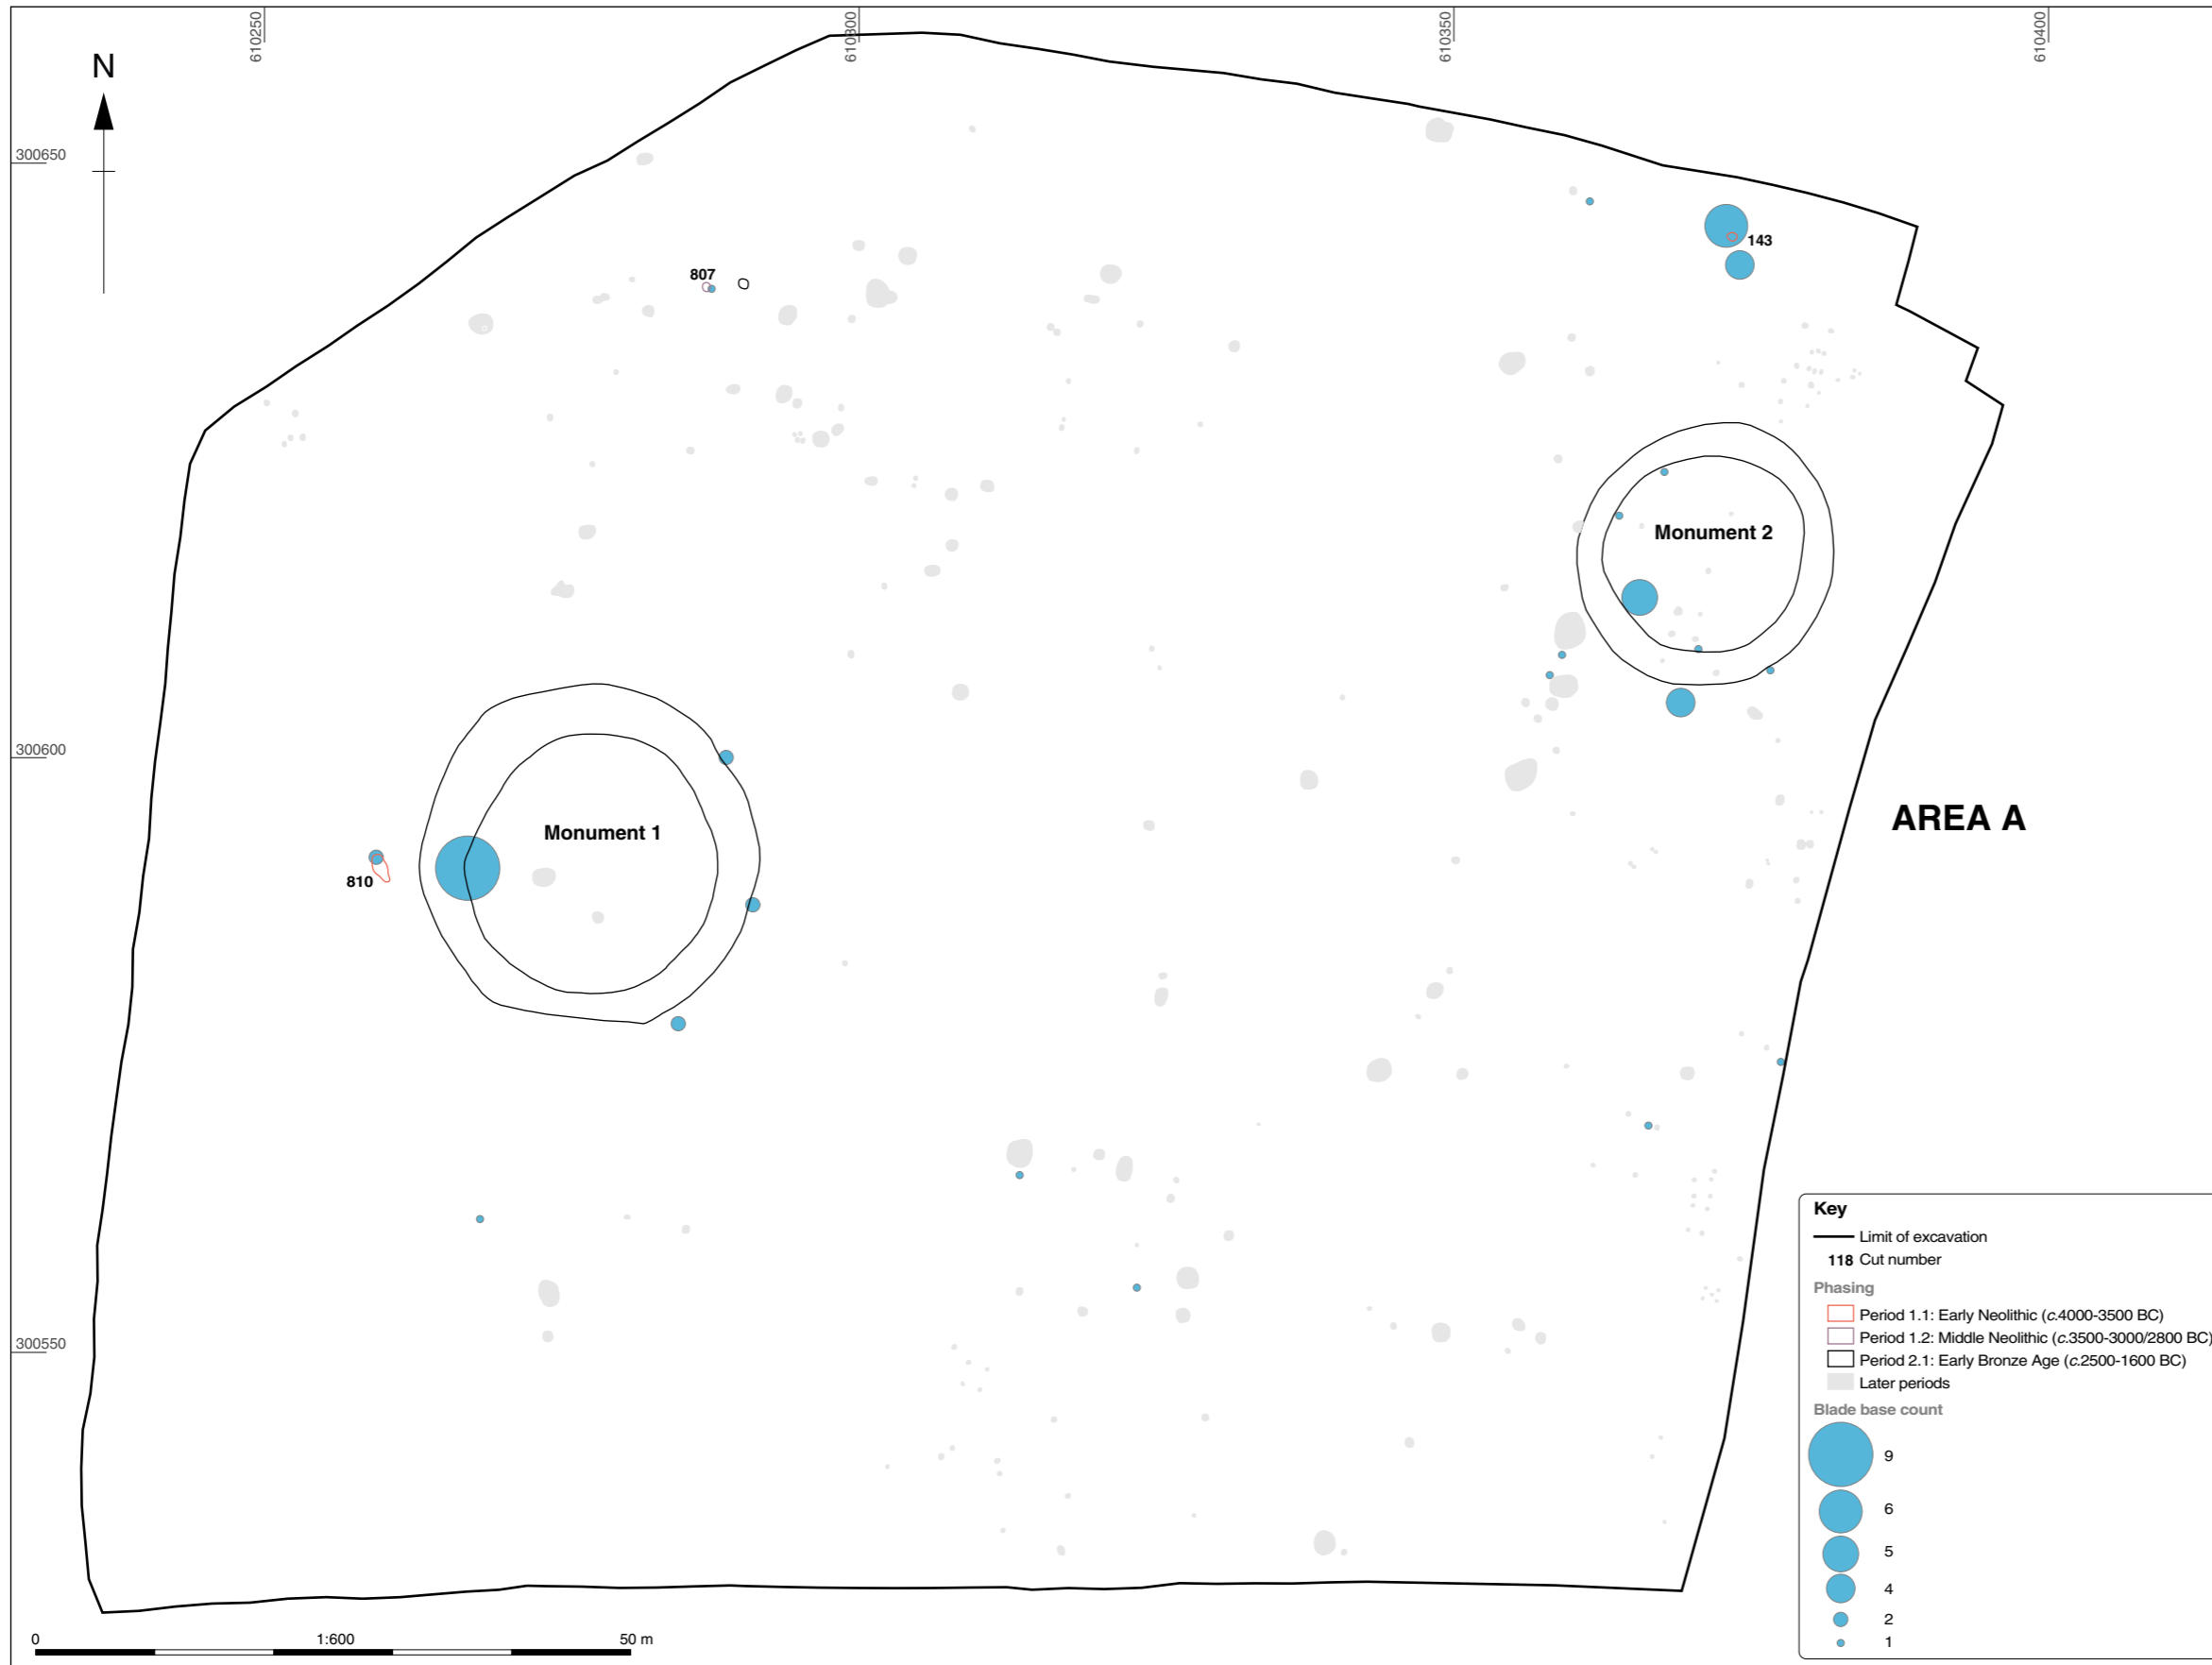 610250
610300
610350
610400
N
300650
143
807
Monument 2
300600
AREA A
Monument 1
810
300550
0
1:600
50 m
Key
Limit of excavation
118 Cut number
Phasing
Period 1.1: Early Neolithic (c.4000-3500 BC)
Period 1.2: Middle Neolithic (c.3500-3000/2800 BC)
Period 2.1: Early Bronze Age (c.2500-1600 BC)
Later periods
Blade base count
9
6
5
4
2
1